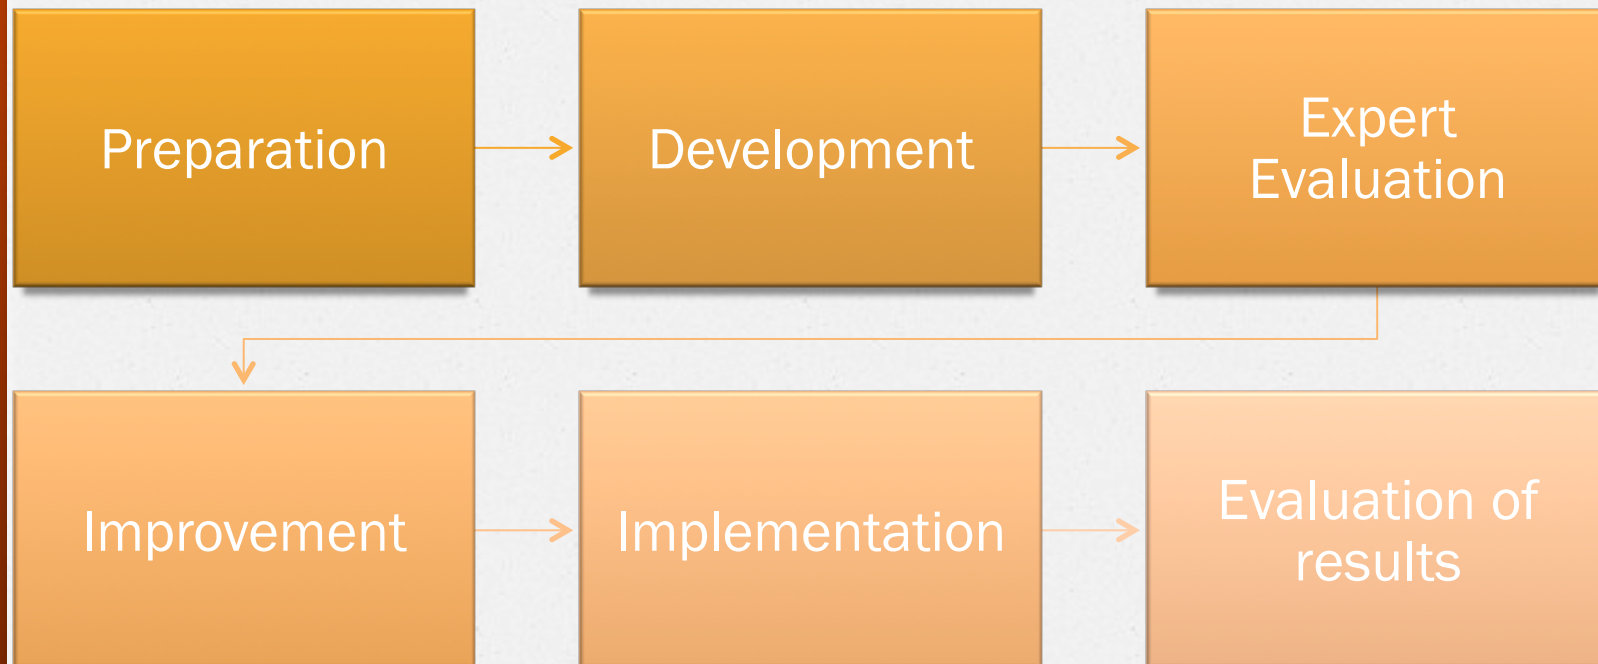 Preparation
Development
Expert
Evaluation
Improvement
Implementation
Evaluation of
results